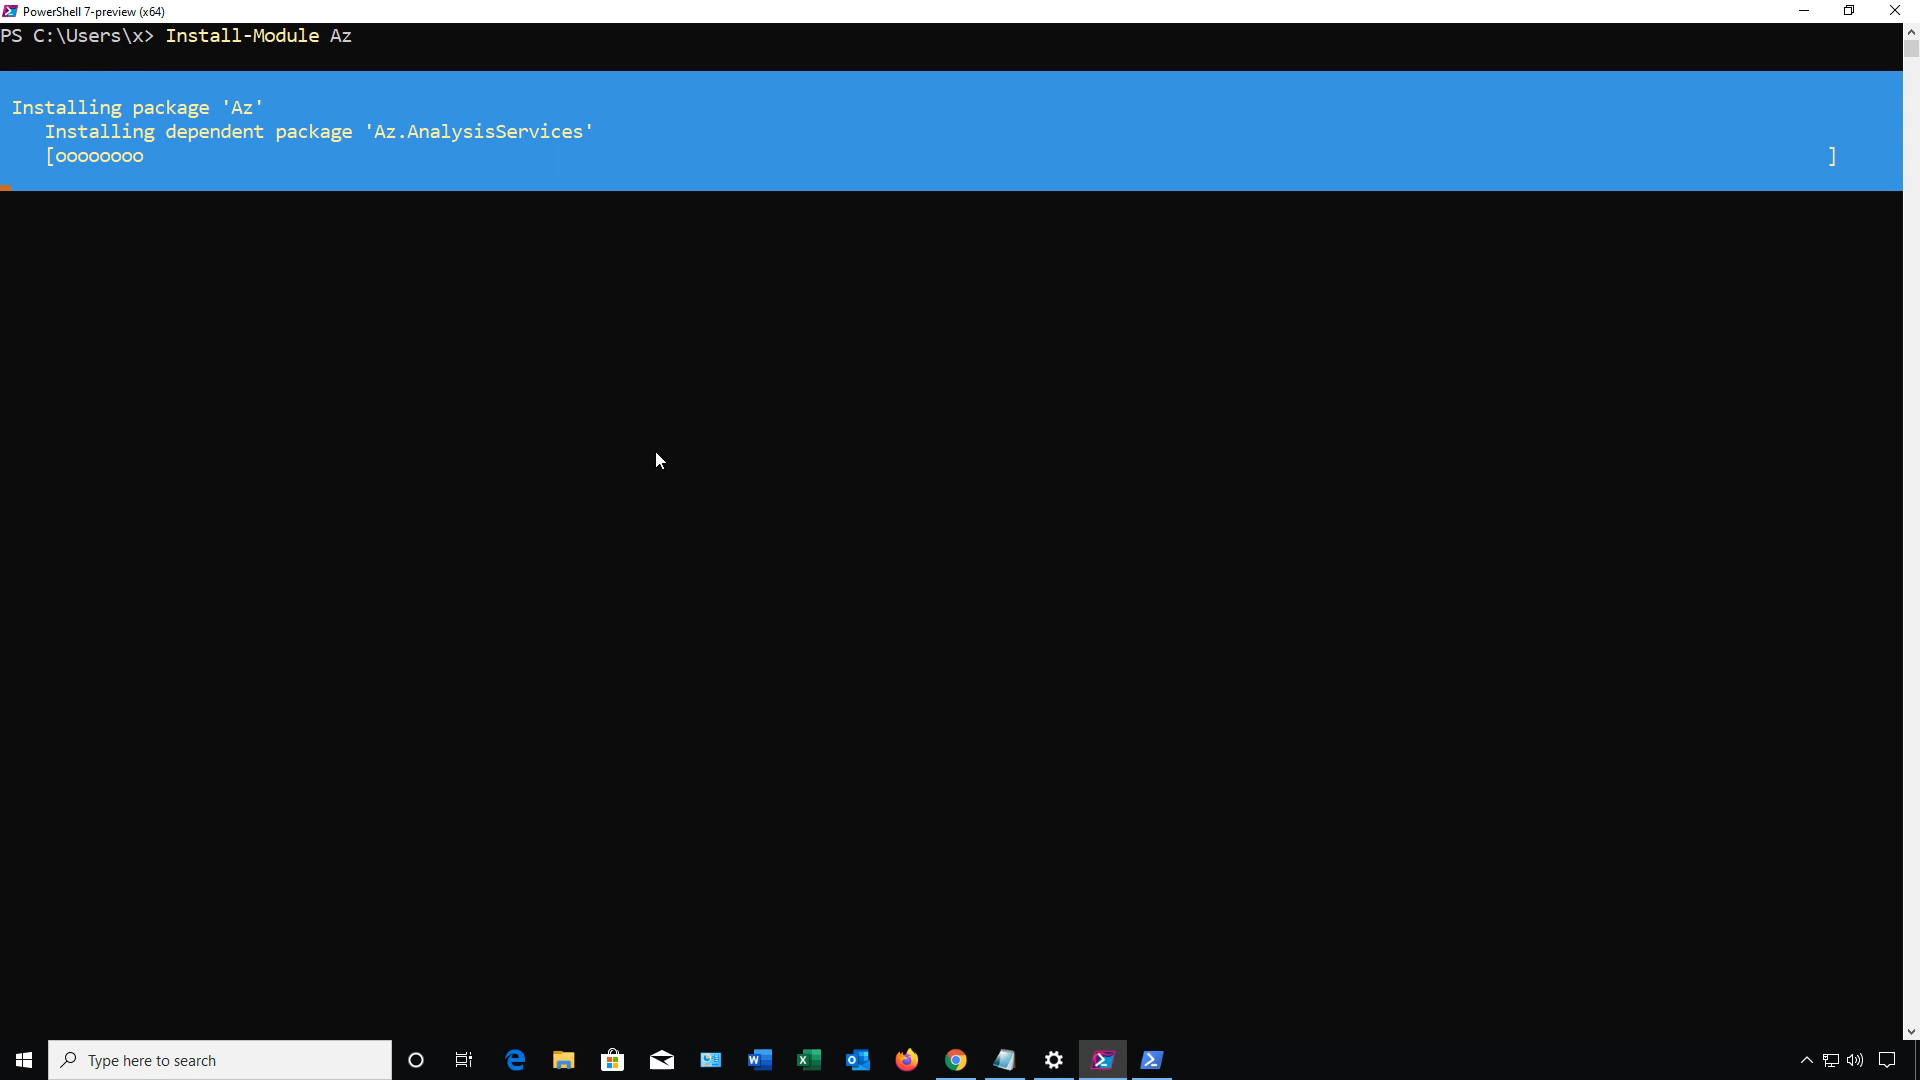 PowerShell 7-preview (x64)
PS C:\Users\x> Install-Module Az
Installing package 'Az'
Installing dependent package 'Az.AnalysisServices'
[oooooooo ]
Type here to search